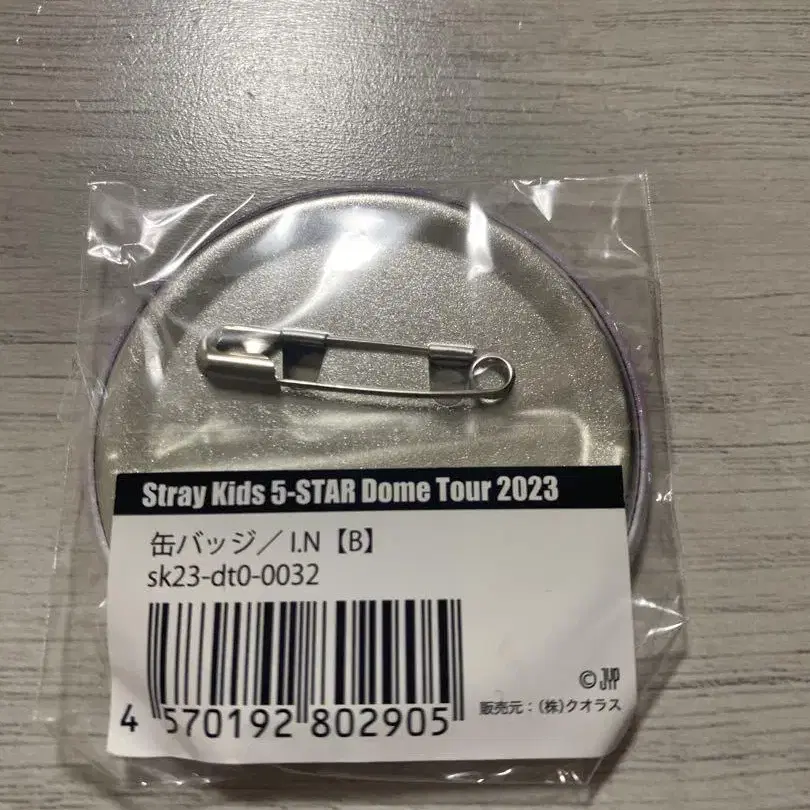 Stray Kids 5-STAR Dome Tour 2023
缶バッジ／I.N【B】
sk23-dt0-0032
© JYP
4 570192 802905
販売元：(株)クオラス